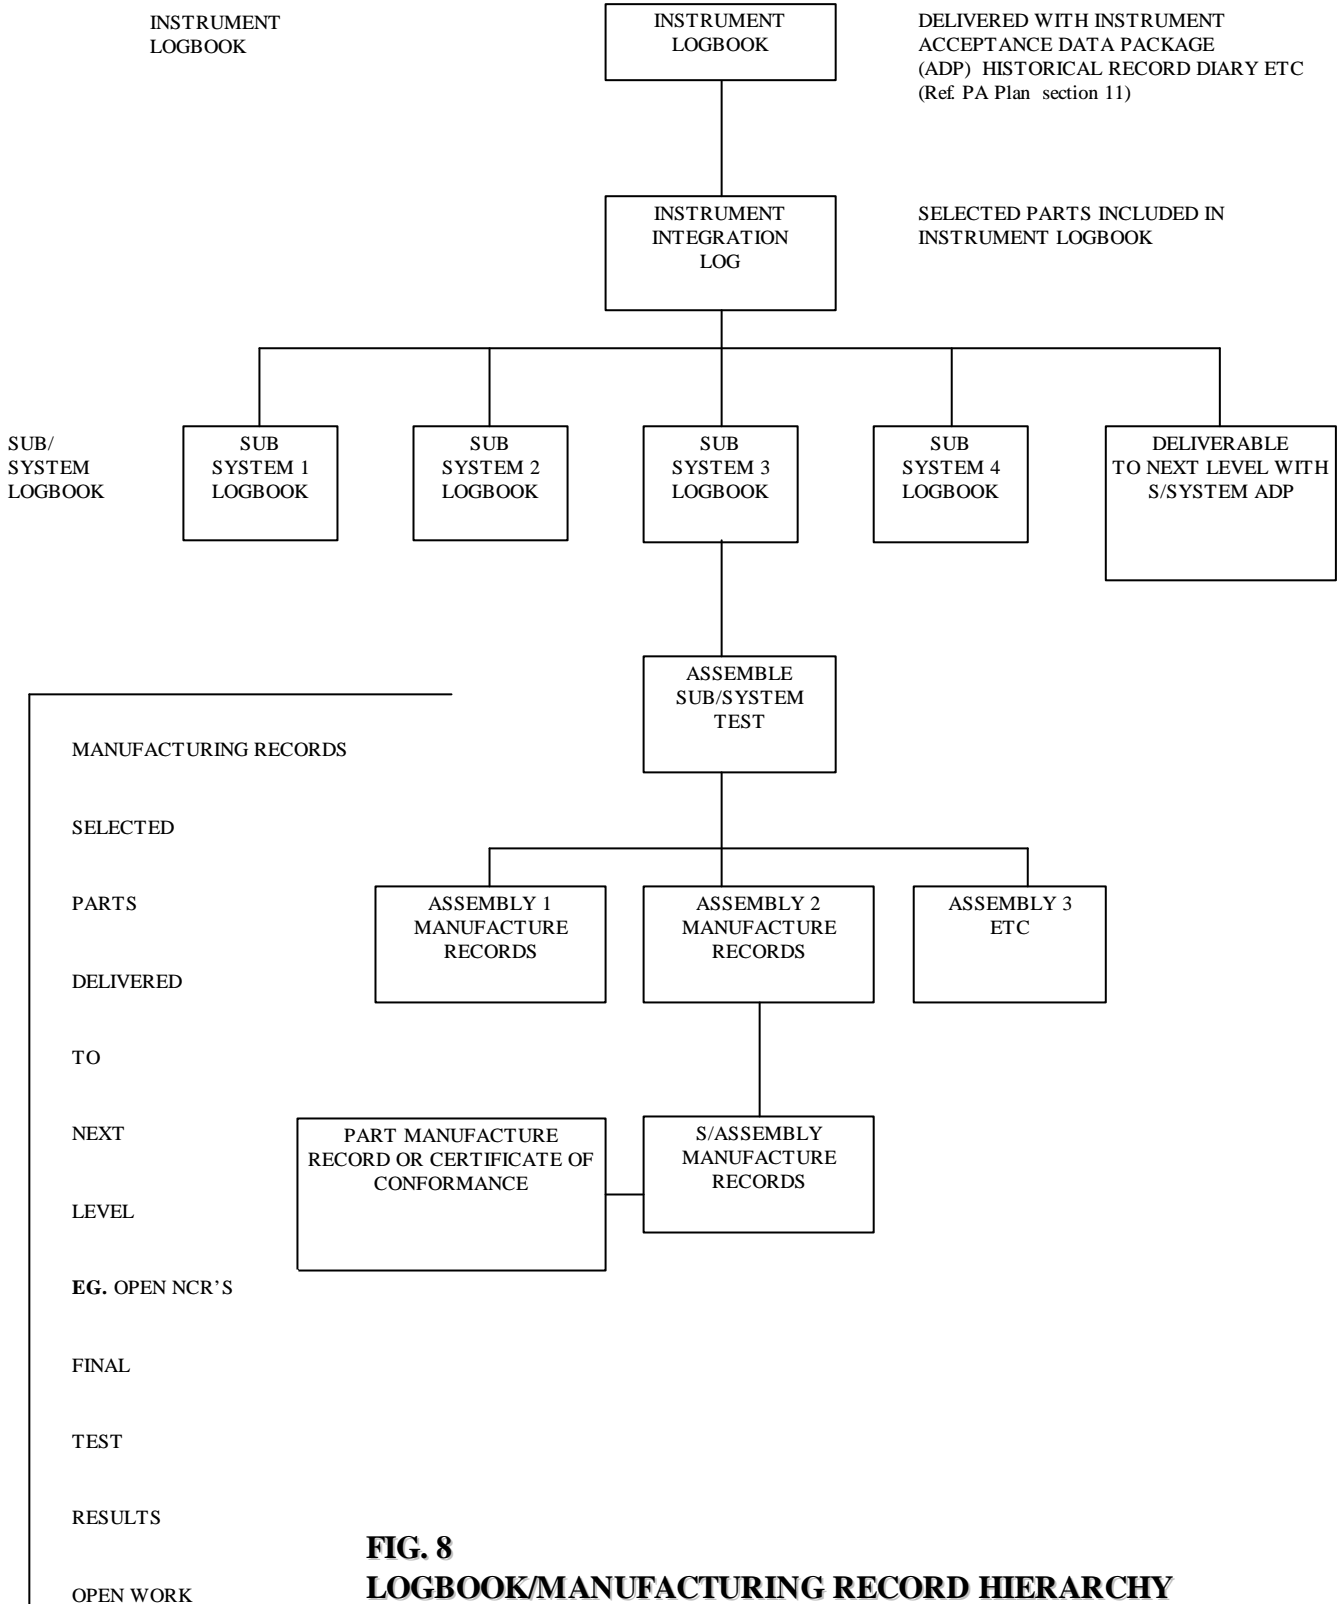 INSTRUMENT
LOGBOOK
INSTRUMENT
LOGBOOK
DELIVERED WITH INSTRUMENT
ACCEPTANCE DATA PACKAGE
(ADP) HISTORICAL RECORD DIARY ETC
(Ref. PA Plan section 11)
INSTRUMENT
INTEGRATION
LOG
SELECTED PARTS INCLUDED IN
INSTRUMENT LOGBOOK
SUB/
SYSTEM
LOGBOOK
SUB
SYSTEM 1
LOGBOOK
SUB
SYSTEM 2
LOGBOOK
SUB
SYSTEM 3
LOGBOOK
SUB
SYSTEM 4
LOGBOOK
DELIVERABLE
TO NEXT LEVEL WITH
S/SYSTEM ADP
ASSEMBLE
SUB/SYSTEM
TEST
MANUFACTURING RECORDS
SELECTED
PARTS
DELIVERED
TO
NEXT
LEVEL
EG. OPEN NCR'S
FINAL
TEST
RESULTS
OPEN WORK
ASSEMBLY 1
MANUFACTURE
RECORDS
ASSEMBLY 2
MANUFACTURE
RECORDS
ASSEMBLY 3
ETC
PART MANUFACTURE
RECORD OR CERTIFICATE OF
CONFORMANCE
S/ASSEMBLY
MANUFACTURE
RECORDS
FIG. 8
LOGBOOK/MANUFACTURING RECORD HIERARCHY